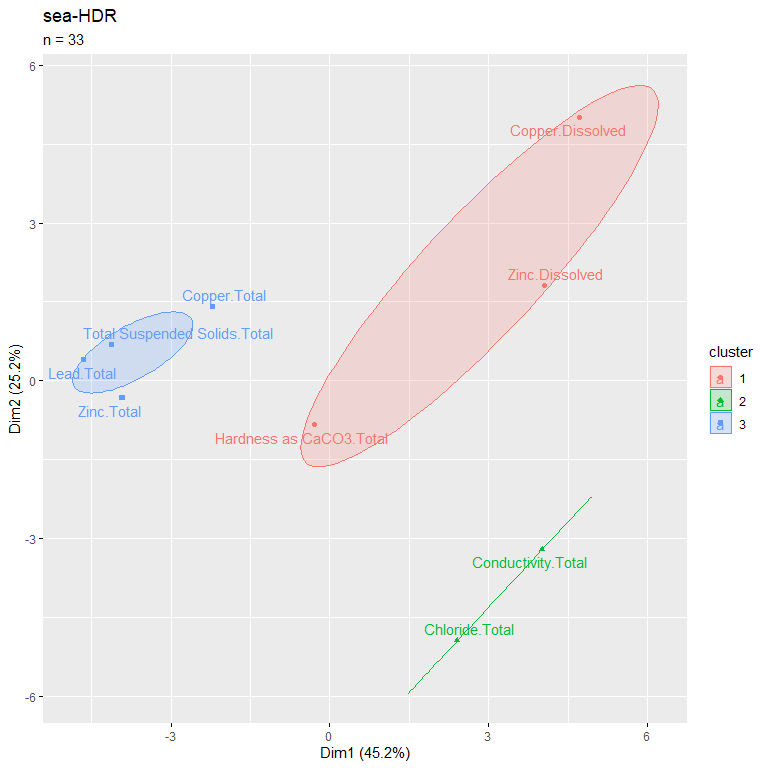 sea-HDR
n = 33
6
3
0
-3
-6
Dim2 (25.2%)
Copper.Dissolved
Zinc.Dissolved
Copper.Total
Total Suspended Solids.Total
Lead.Total
Zinc.Total
Hardness as CaCO3.Total
Conductivity.Total
Chloride.Total
-3
0
3
6
Dim1 (45.2%)
cluster
a 1
a 2
a 3